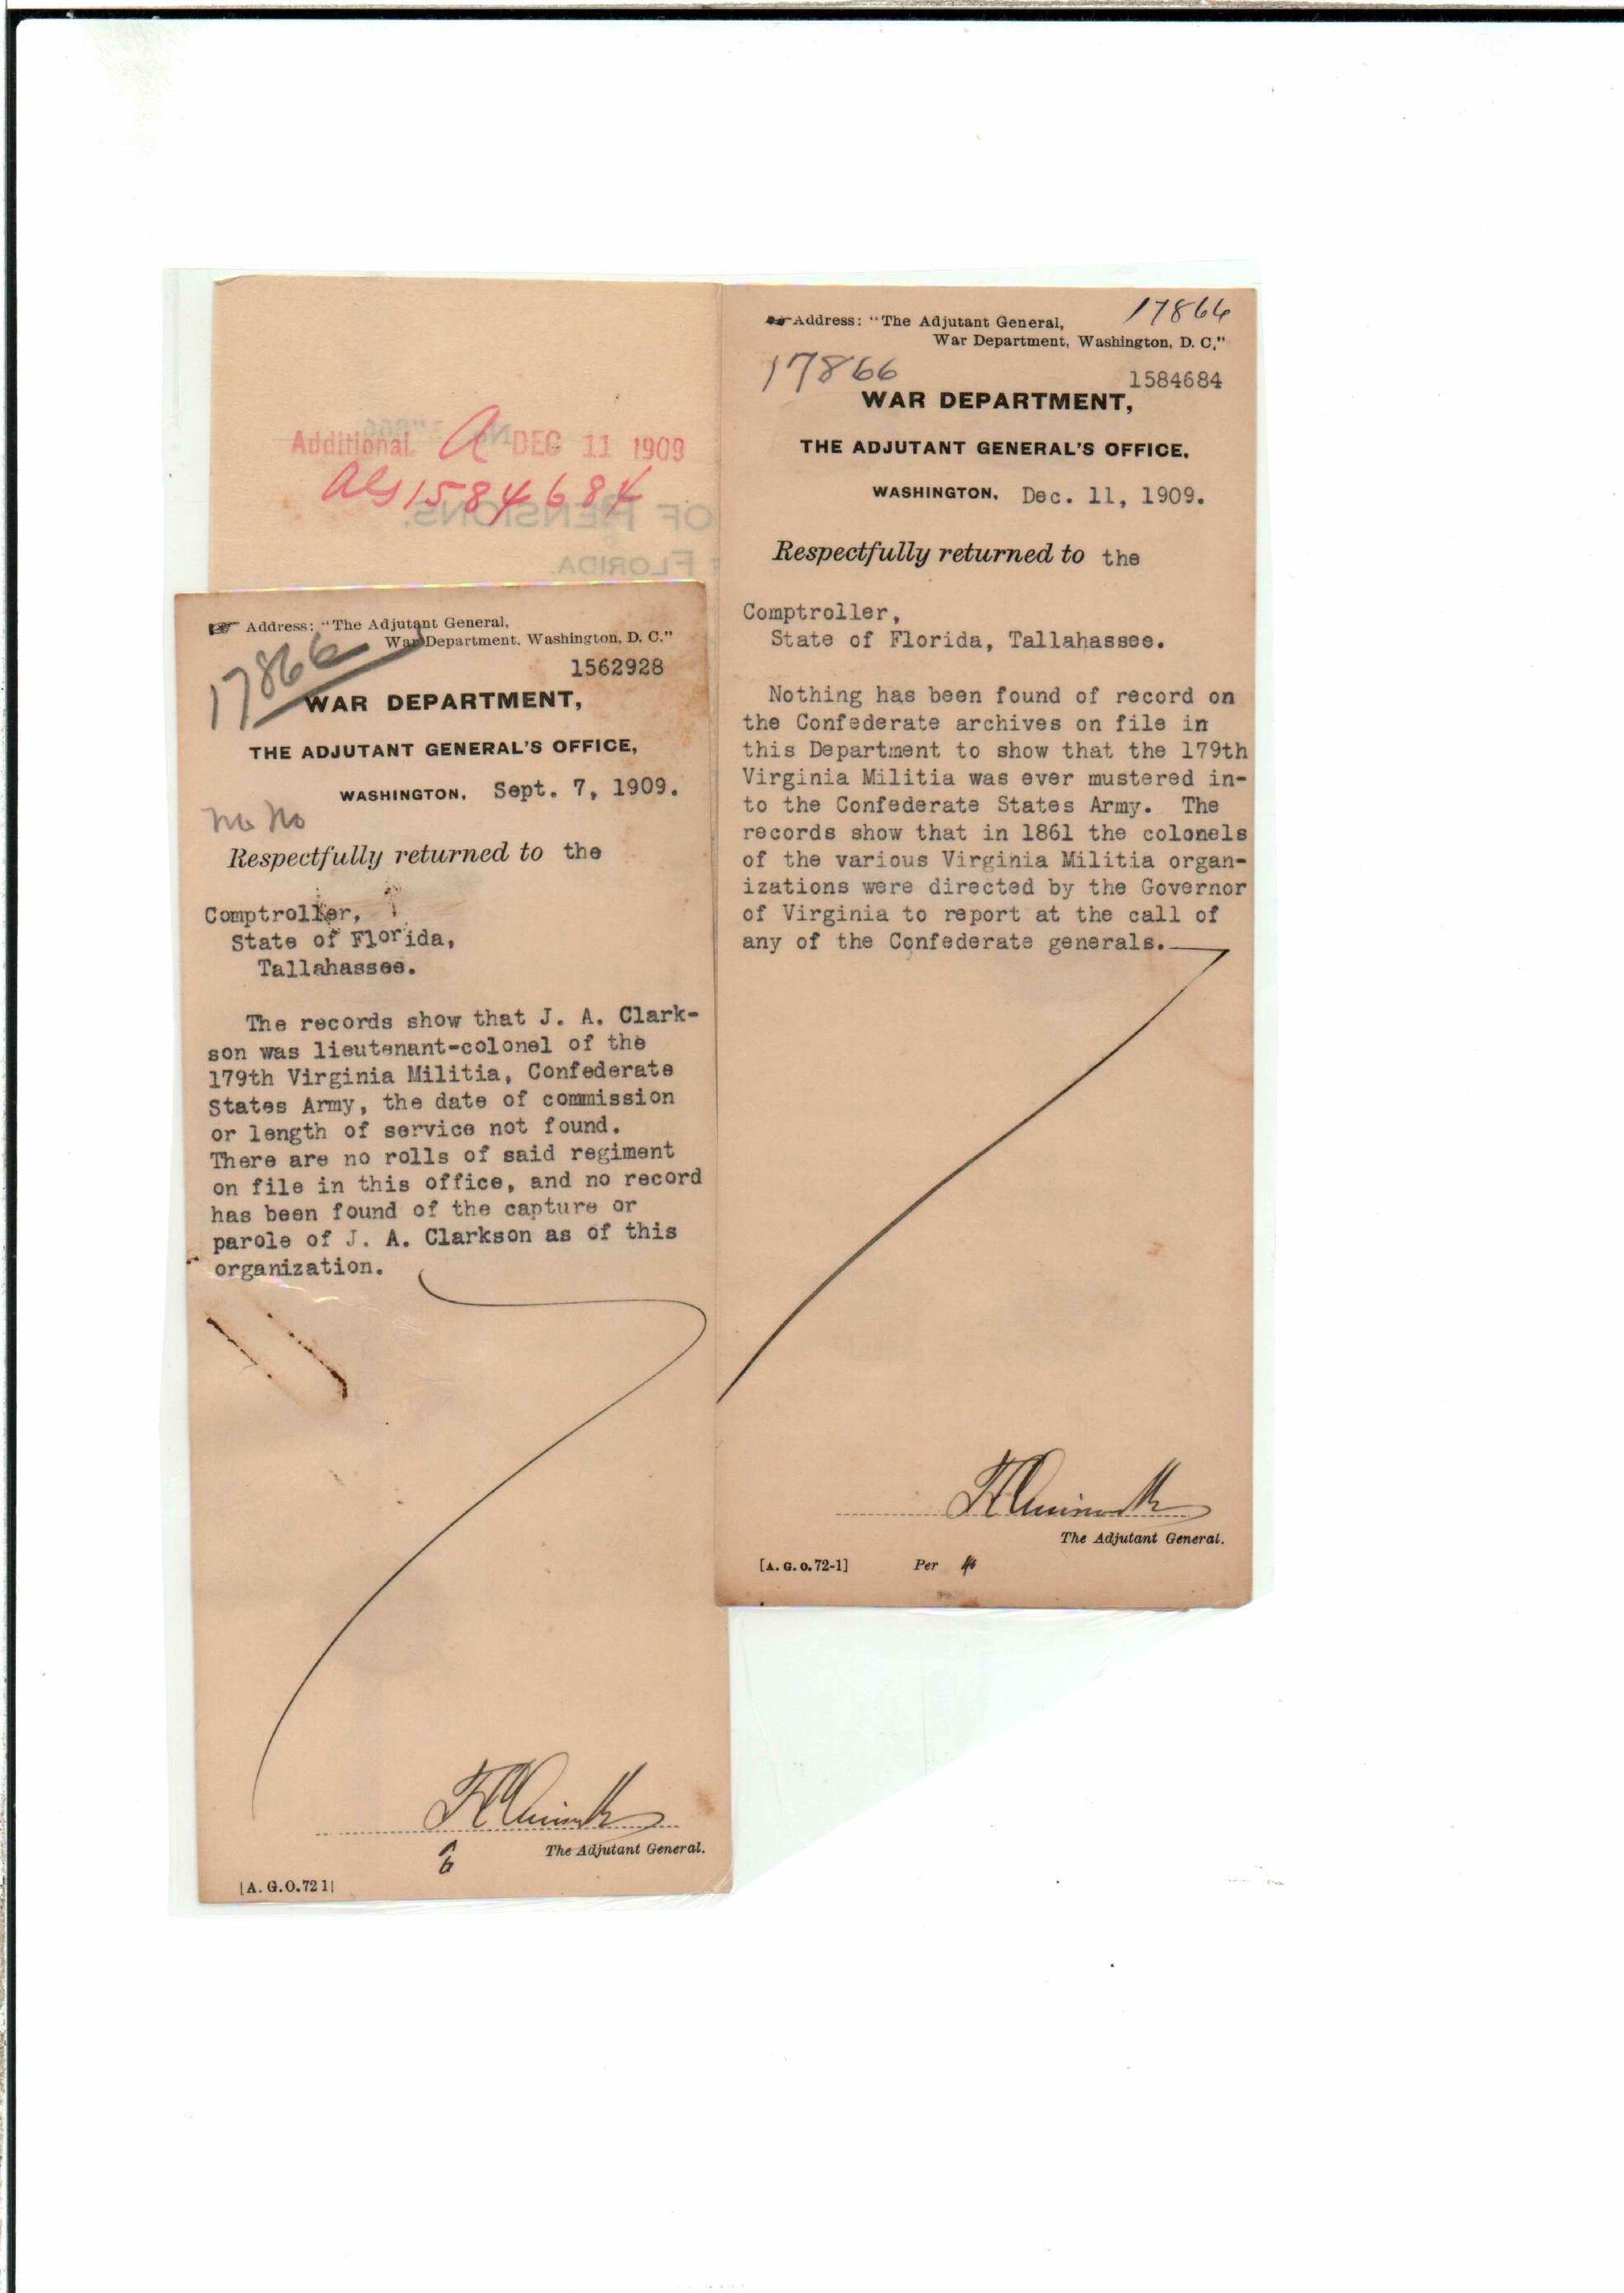 Additional A DEC 11 1909
1584684
OF PENSIONS.
FLORIDA.
Address: "The Adjutant General,
War Department, Washington, D. C."
17866
1562928
WAR DEPARTMENT,
THE ADJUTANT GENERAL'S OFFICE,
WASHINGTON, Sept. 7, 1909.
No No
Respectfully returned to the
Comptroller,
State of Florida,
Tallahassee.
The records show that J. A. Clark-
son was lieutenant-colonel of the
179th Virginia Militia, Confederate
States Army, the date of commission
or length of service not found.
There are no rolls of said regiment
on file in this office, and no record
has been found of the capture or
parole of J. A. Clarkson as of this
organization.
The Adjutant General.
[A. G. O. 72 1]
17866
Address: "The Adjutant General,
War Department, Washington, D. C."
17866
1584684
WAR DEPARTMENT,
THE ADJUTANT GENERAL'S OFFICE,
WASHINGTON, Dec. 11, 1909.
Respectfully returned to the
Comptroller,
State of Florida, Tallahassee.
Nothing has been found of record on
the Confederate archives on file in
this Department to show that the 179th
Virginia Militia was ever mustered in-
to the Confederate States Army. The
records show that in 1861 the colonels
of the various Virginia Militia organ-
izations were directed by the Governor
of Virginia to report at the call of
any of the Confederate generals.
The Adjutant General.
[A. G. O. 72-1] Per